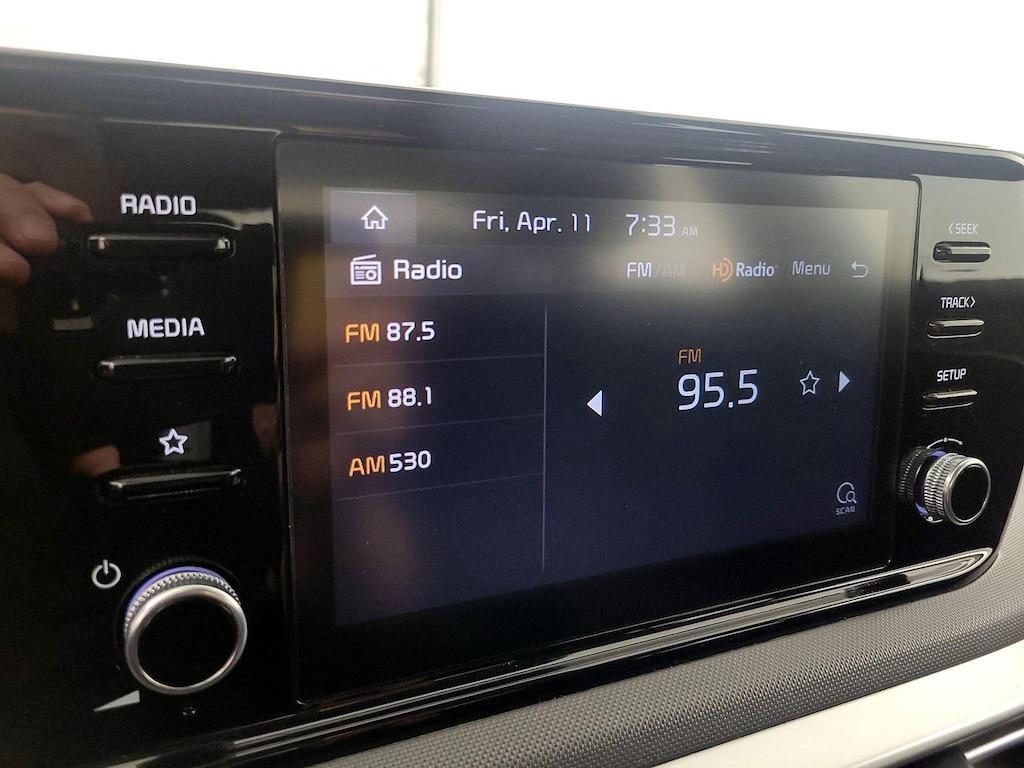 RADIO
MEDIA
Fri, Apr. 11 7:33 AM
Radio FM/AM HD Radio Menu
FM 87.5
FM 88.1
AM 530
FM
95.5
SCAN
< SEEK
TRACK >
SETUP